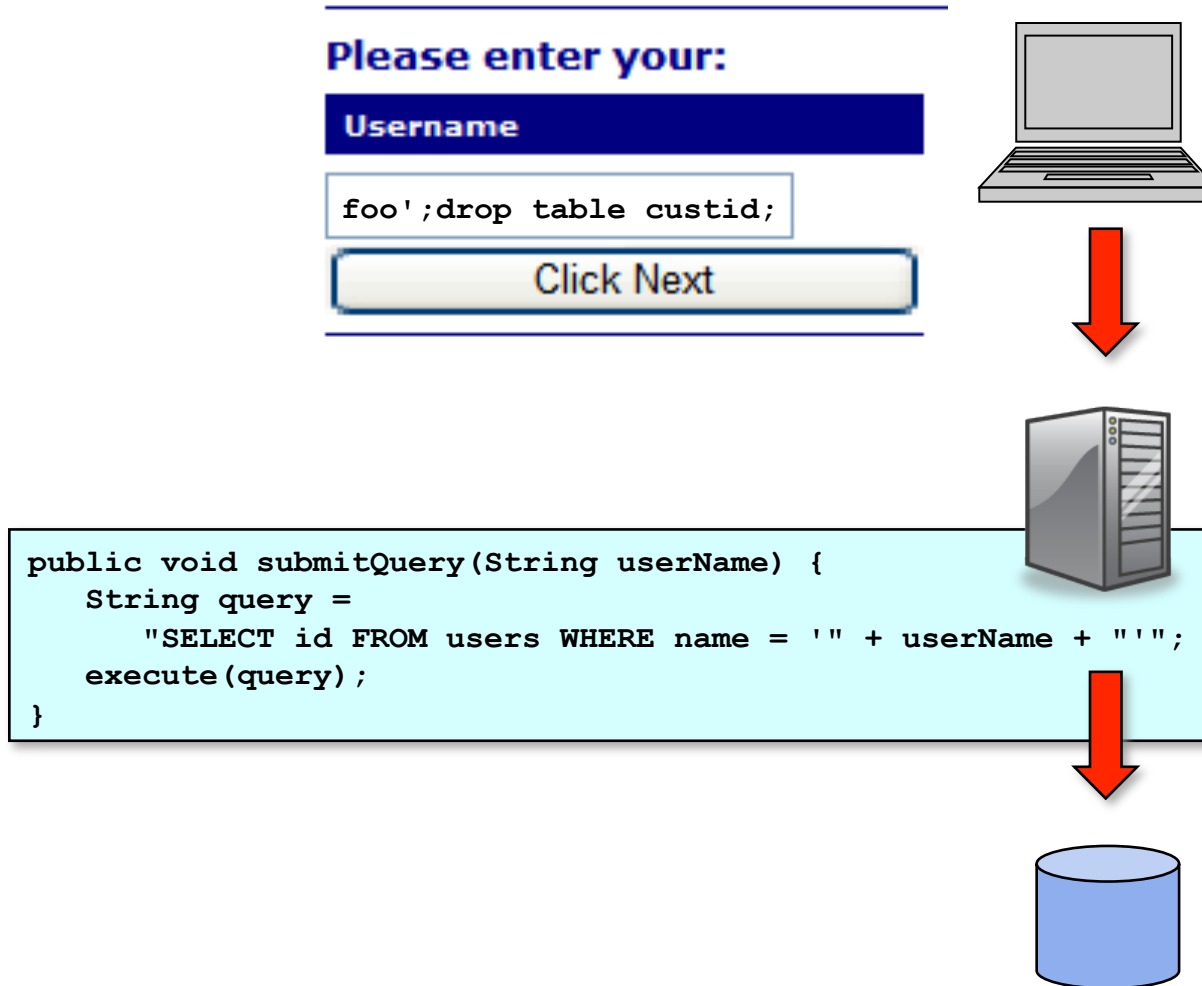 Please enter your:
Username
foo';drop table custid;
Click Next
public void submitQuery(String userName) {
   String query =
      "SELECT id FROM users WHERE name = '" + userName + "'";
   execute(query);
}